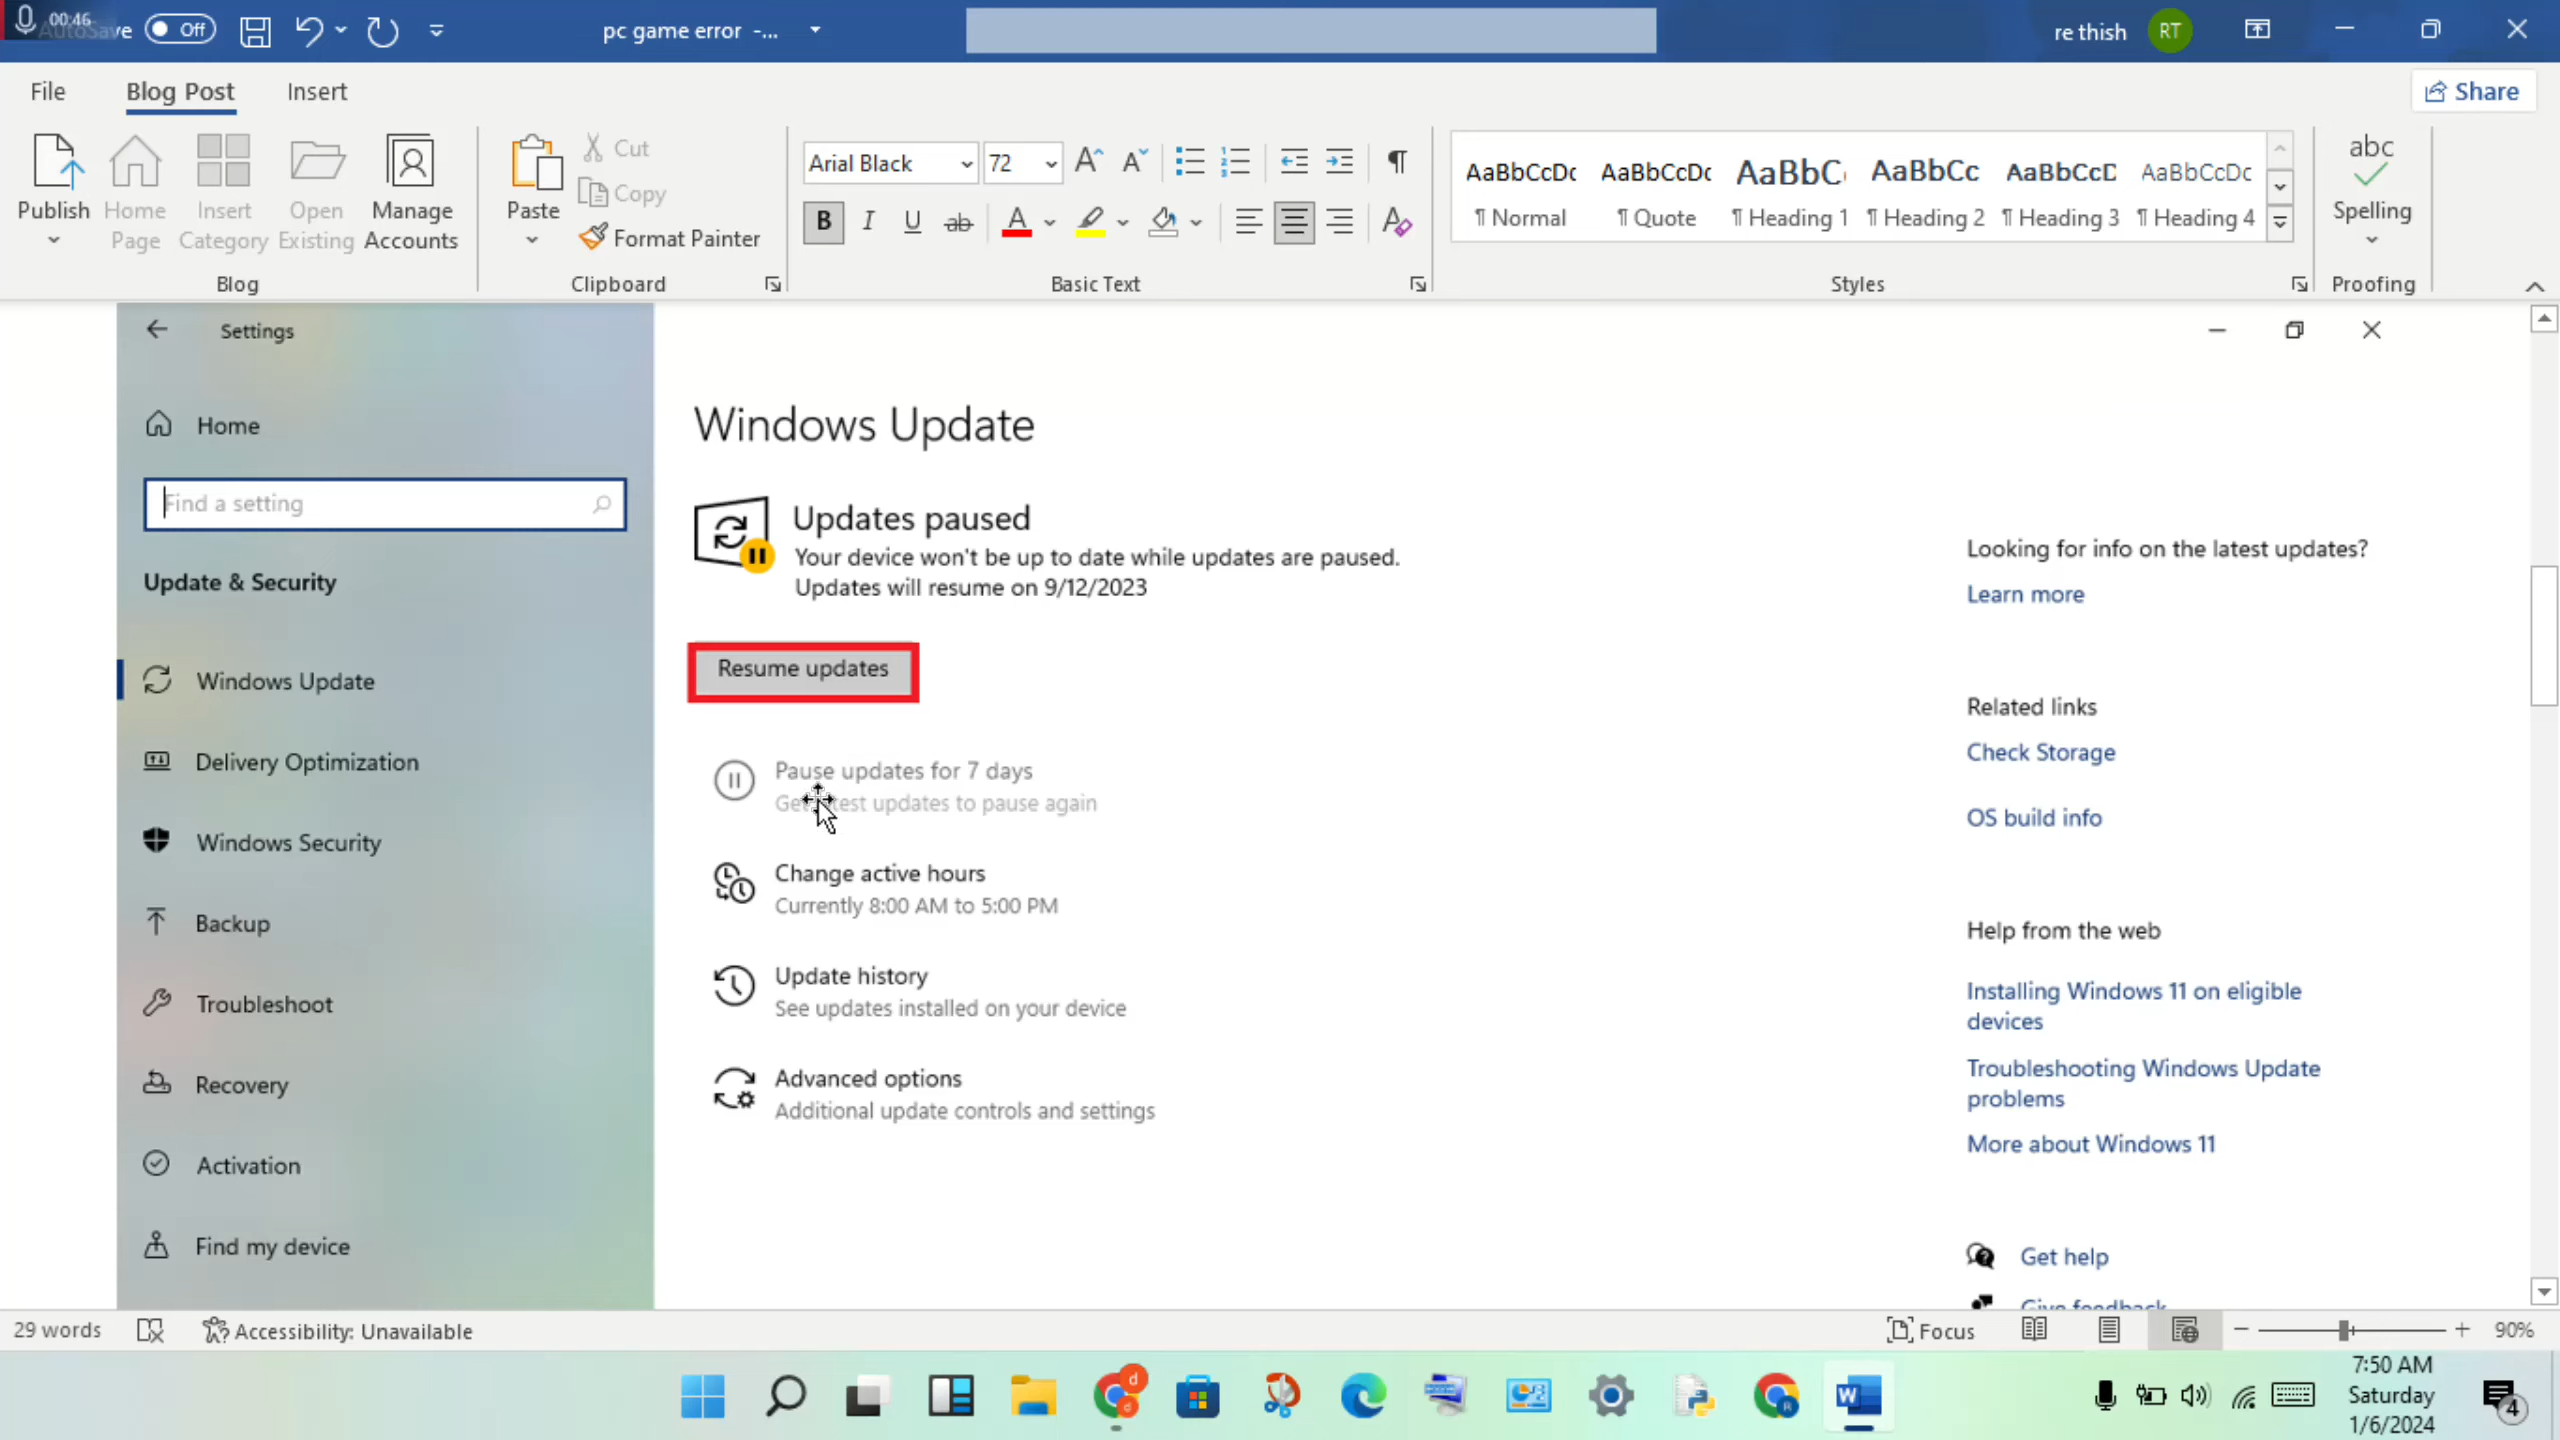 00:46
AutoSave
Off
pc game error -...
re thish
RT
File
Blog Post
Insert
Share
Publish
Home Page
Insert Category
Open Existing
Manage Accounts
Blog
Paste
Cut
Copy
Format Painter
Clipboard
Arial Black
72
Basic Text
AaBbCcDc
¶ Normal
AaBbCcDc
¶ Quote
AaBbC
¶ Heading 1
AaBbCc
¶ Heading 2
AaBbCcD
¶ Heading 3
AaBbCcDc
¶ Heading 4
Styles
abc
Spelling
Proofing
Settings
Home
Find a setting
Update & Security
Windows Update
Delivery Optimization
Windows Security
Backup
Troubleshoot
Recovery
Activation
Find my device
Windows Update
Updates paused
Your device won't be up to date while updates are paused.
Updates will resume on 9/12/2023
Resume updates
Pause updates for 7 days
updates to pause again
Change active hours
Currently 8:00 AM to 5:00 PM
Update history
See updates installed on your device
Advanced options
Additional update controls and settings
Looking for info on the latest updates?
Learn more
Related links
Check Storage
OS build info
Help from the web
Installing Windows 11 on eligible
devices
Troubleshooting Windows Update
problems
More about Windows 11
Get help
Give feedback
29 words
Accessibility: Unavailable
Focus
90%
7:50 AM
Saturday
1/6/2024
4